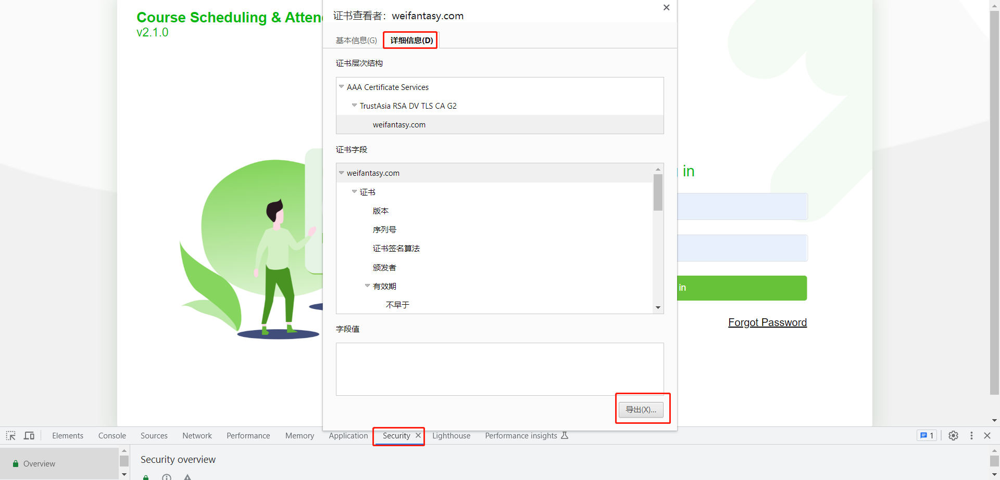 Course Scheduling & Atten
v2.1.0
证书查看者：weifantasy.com
基本信息(G)
详细信息(D)
证书层次结构
AAA Certificate Services
TrustAsia RSA DV TLS CA G2
weifantasy.com
证书字段
weifantasy.com
证书
版本
序列号
证书签名算法
颁发者
有效期
不早于
字段值
导出(X)...
in
in
Forgot Password
Elements Console Sources Network Performance Memory Application Security Lighthouse Performance insights 1
Overview
Security overview